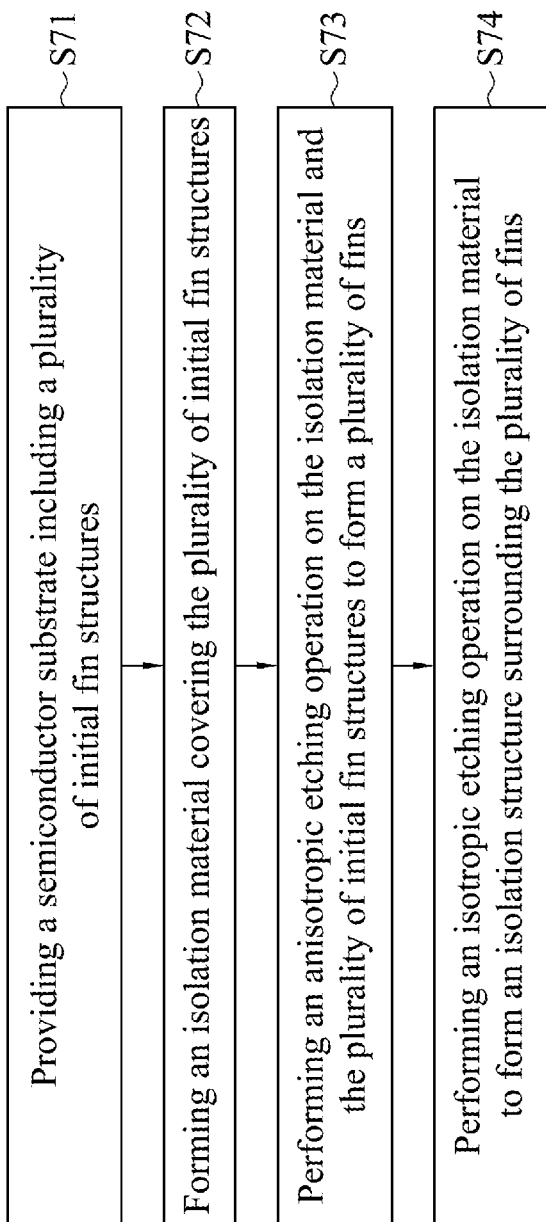 Providing a semiconductor substrate including a plurality
of initial fin structures
S71
Forming an isolation material covering the plurality of initial fin structures
S72
Performing an anisotropic etching operation on the isolation material and
the plurality of initial fin structures to form a plurality of fins
S73
Performing an isotropic etching operation on the isolation material
to form an isolation structure surrounding the plurality of fins
S74